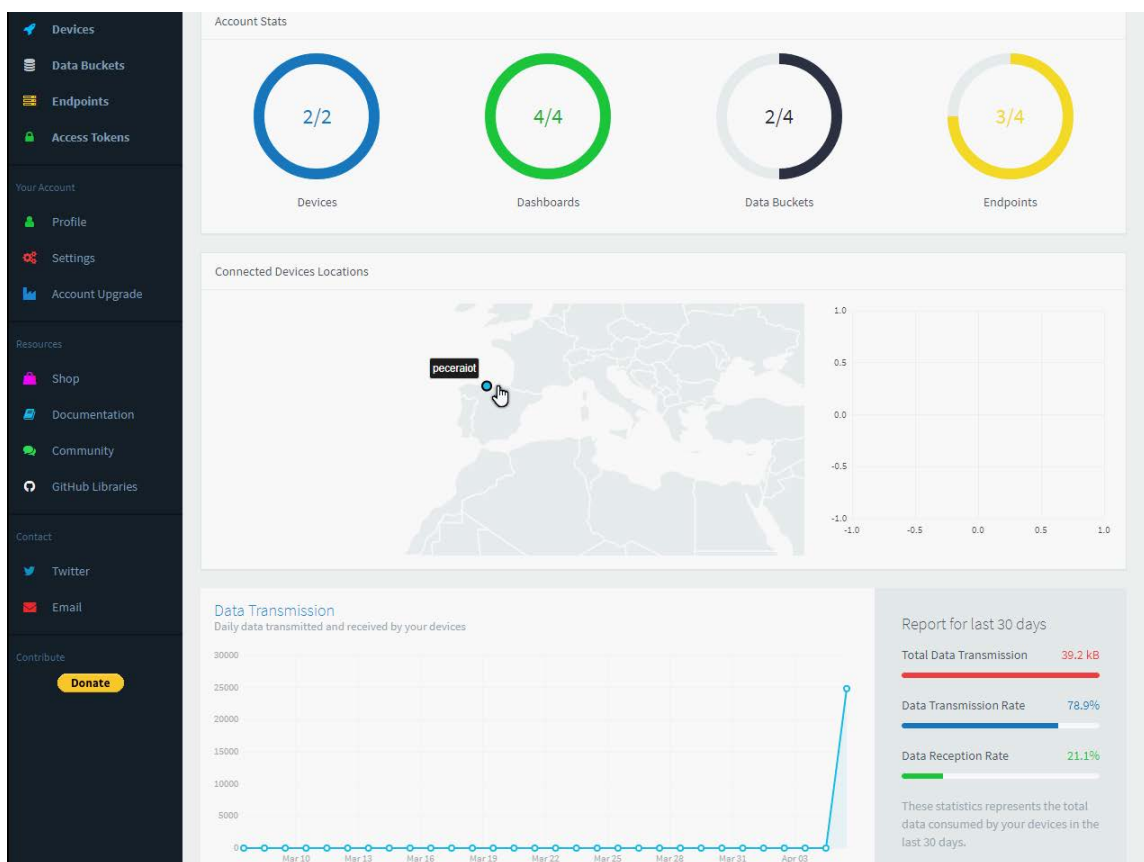 Devices
Data Buckets
Endpoints
Access Tokens
Your Account
Profile
Settings
Account Upgrade
Resources
Shop
Documentation
Community
GitHub Libraries
Contact
Twitter
Email
Contribute
Donate
Account Stats
2/2
4/4
2/4
3/4
Devices
Dashboards
Data Buckets
Endpoints
Connected Devices Locations
peceraiot
1.0
0.5
0.0
-0.5
-1.0
-1.0 -0.5 0.0 0.5 1.0
Data Transmission
Daily data transmitted and received by your devices
30000
25000
20000
15000
10000
5000
0
Mar 10 Mar 13 Mar 16 Mar 19 Mar 22 Mar 25 Mar 28 Mar 31 Apr 03
Report for last 30 days
Total Data Transmission 39.2 kB
Data Transmission Rate 78.9%
Data Reception Rate 21.1%
These statistics represents the total
data consumed by your devices in the
last 30 days.